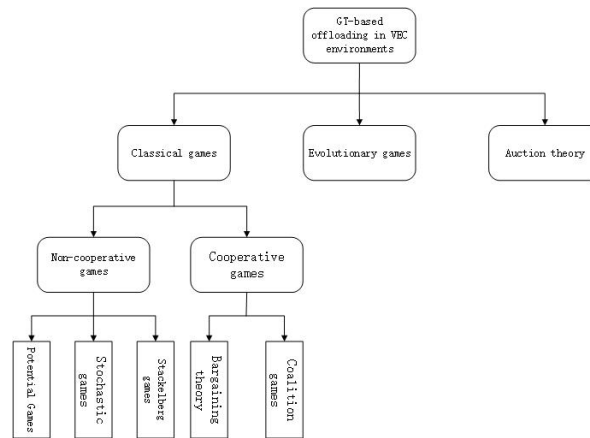 GT-based
offloading in VEC
environments
Classical games
Evolutionary games
Auction theory
Non-cooperative
games
Cooperative
games
Potential Games
Stochastic
games
Stackelberg
games
Bargaining
theory
Coalition
games